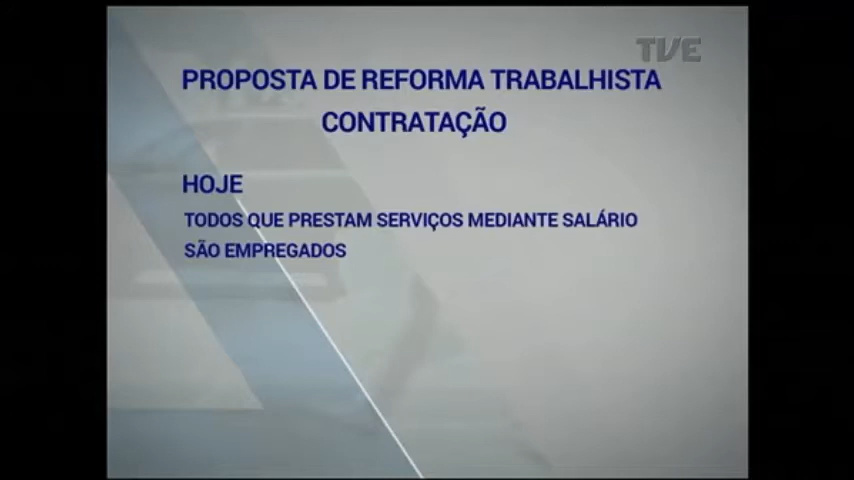 TVE
PROPOSTA DE REFORMA TRABALHISTA
CONTRATAÇÃO
HOJE
TODOS QUE PRESTAM SERVIÇOS MEDIANTE SALÁRIO
SÃO EMPREGADOS